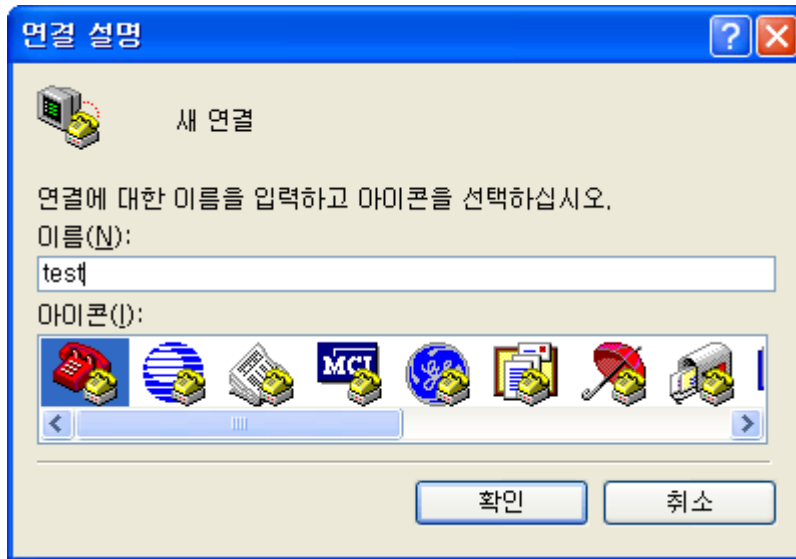 연결 설명
새 연결
연결에 대한 이름을 입력하고 아이콘을 선택하십시오.
이름(N):
test
아이콘(I):
MCI
확인
취소